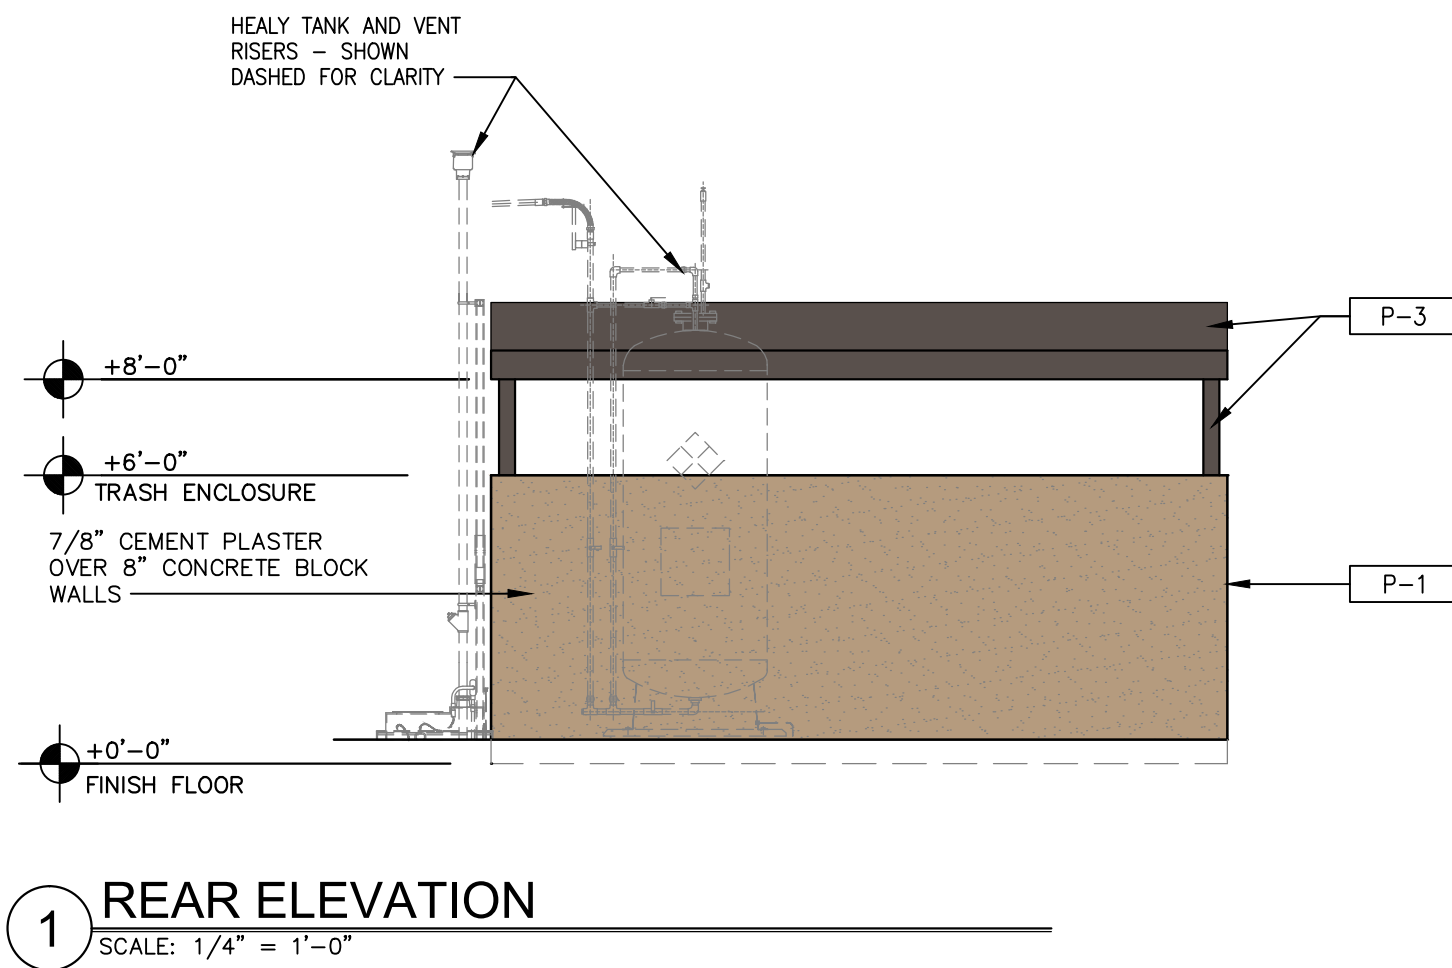 HEALY TANK AND VENT
RISERS – SHOWN
DASHED FOR CLARITY
P–3
+8'–0"
+6'–0"
TRASH ENCLOSURE
7/8" CEMENT PLASTER
OVER 8" CONCRETE BLOCK
WALLS
P–1
+0'–0"
FINISH FLOOR
1 REAR ELEVATION
SCALE: 1/4" = 1'–0"